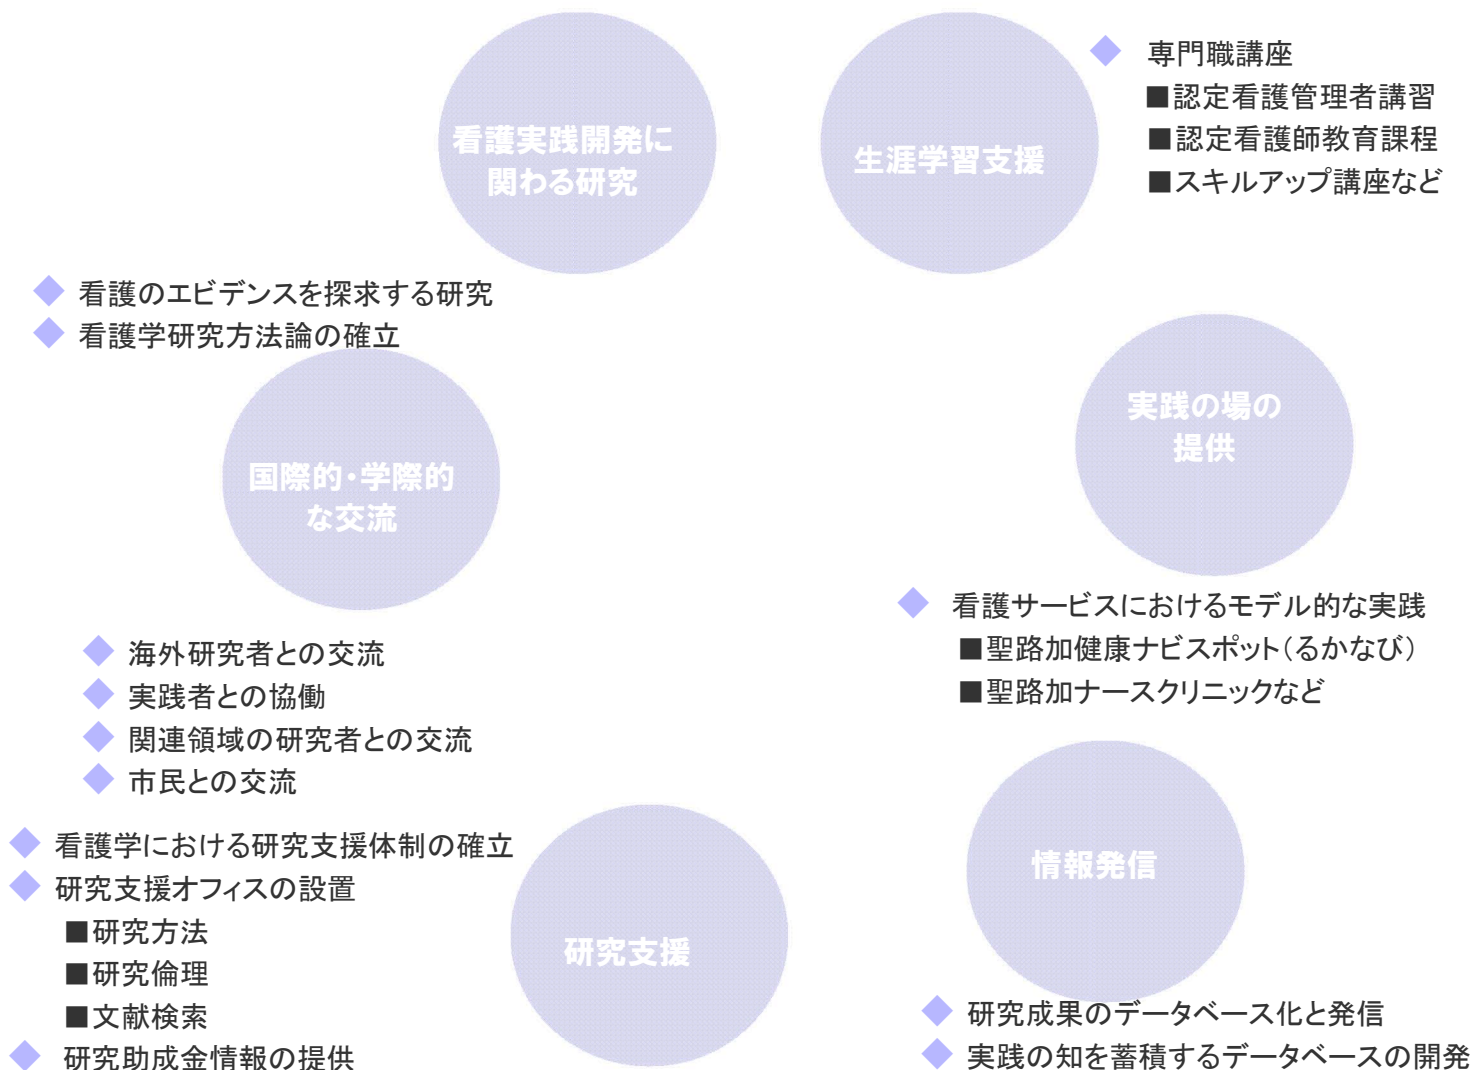 看護実践開発に
関わる研究
◆ 看護のエビデンスを探求する研究
◆ 看護学研究方法論の確立
生涯学習支援
◆ 専門職講座
■認定看護管理者講習
■認定看護師教育課程
■スキルアップ講座など
国際的・学際的
な交流
◆ 海外研究者との交流
◆ 実践者との協働
◆ 関連領域の研究者との交流
◆ 市民との交流
実践の場の
提供
◆ 看護サービスにおけるモデル的な実践
■聖路加健康ナビスポット（るかなび）
■聖路加ナースクリニックなど
研究支援
◆ 看護学における研究支援体制の確立
◆ 研究支援オフィスの設置
■研究方法
■研究倫理
■文献検索
◆ 研究助成金情報の提供
情報発信
◆ 研究成果のデータベース化と発信
◆ 実践の知を蓄積するデータベースの開発